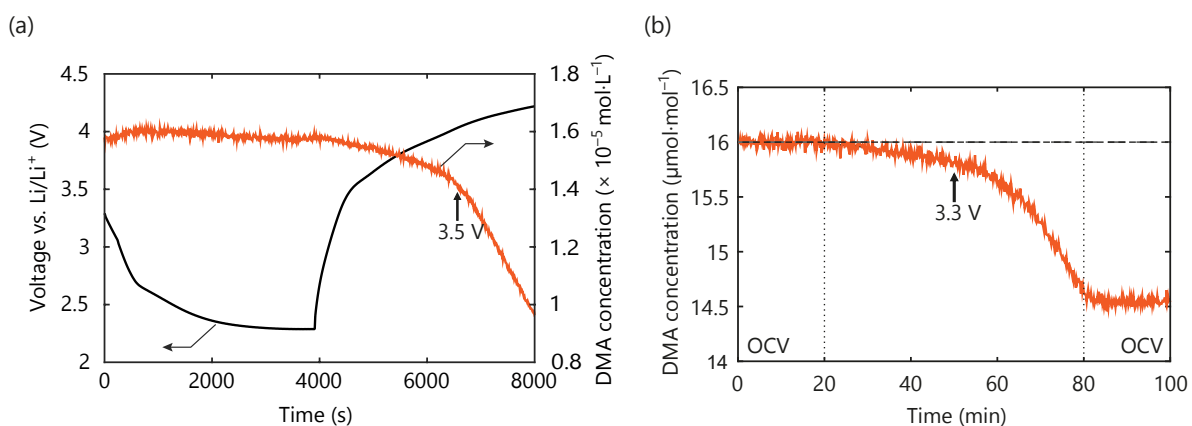 (a)
Voltage vs. Li/Li⁺ (V)
4.5
4
3.5
3
2.5
2
0
2000
4000
6000
8000
Time (s)
1.8
1.6
1.4
1.2
1
0.8
DMA concentration (× 10⁻⁵ mol·L⁻¹)
3.5 V
(b)
DMA concentration (μmol·mol⁻¹)
16.5
16
15.5
15
14.5
14
0
20
40
60
80
100
Time (min)
3.3 V
OCV
OCV